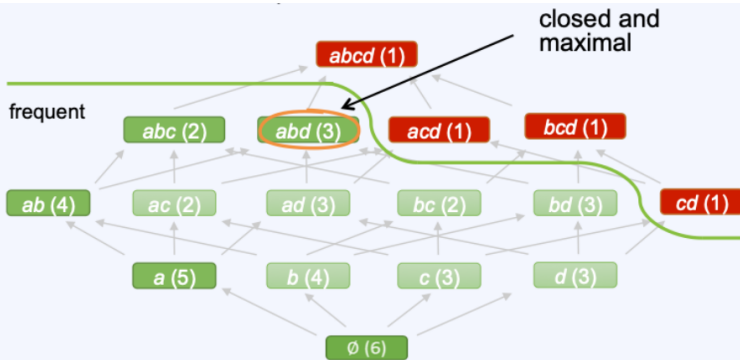 closed and
maximal
abcd (1)
frequent
abc (2) abd (3) acd (1) bcd (1)
ab (4) ac (2) ad (3) bc (2) bd (3) cd (1)
a (5) b (4) c (3) d (3)
∅ (6)